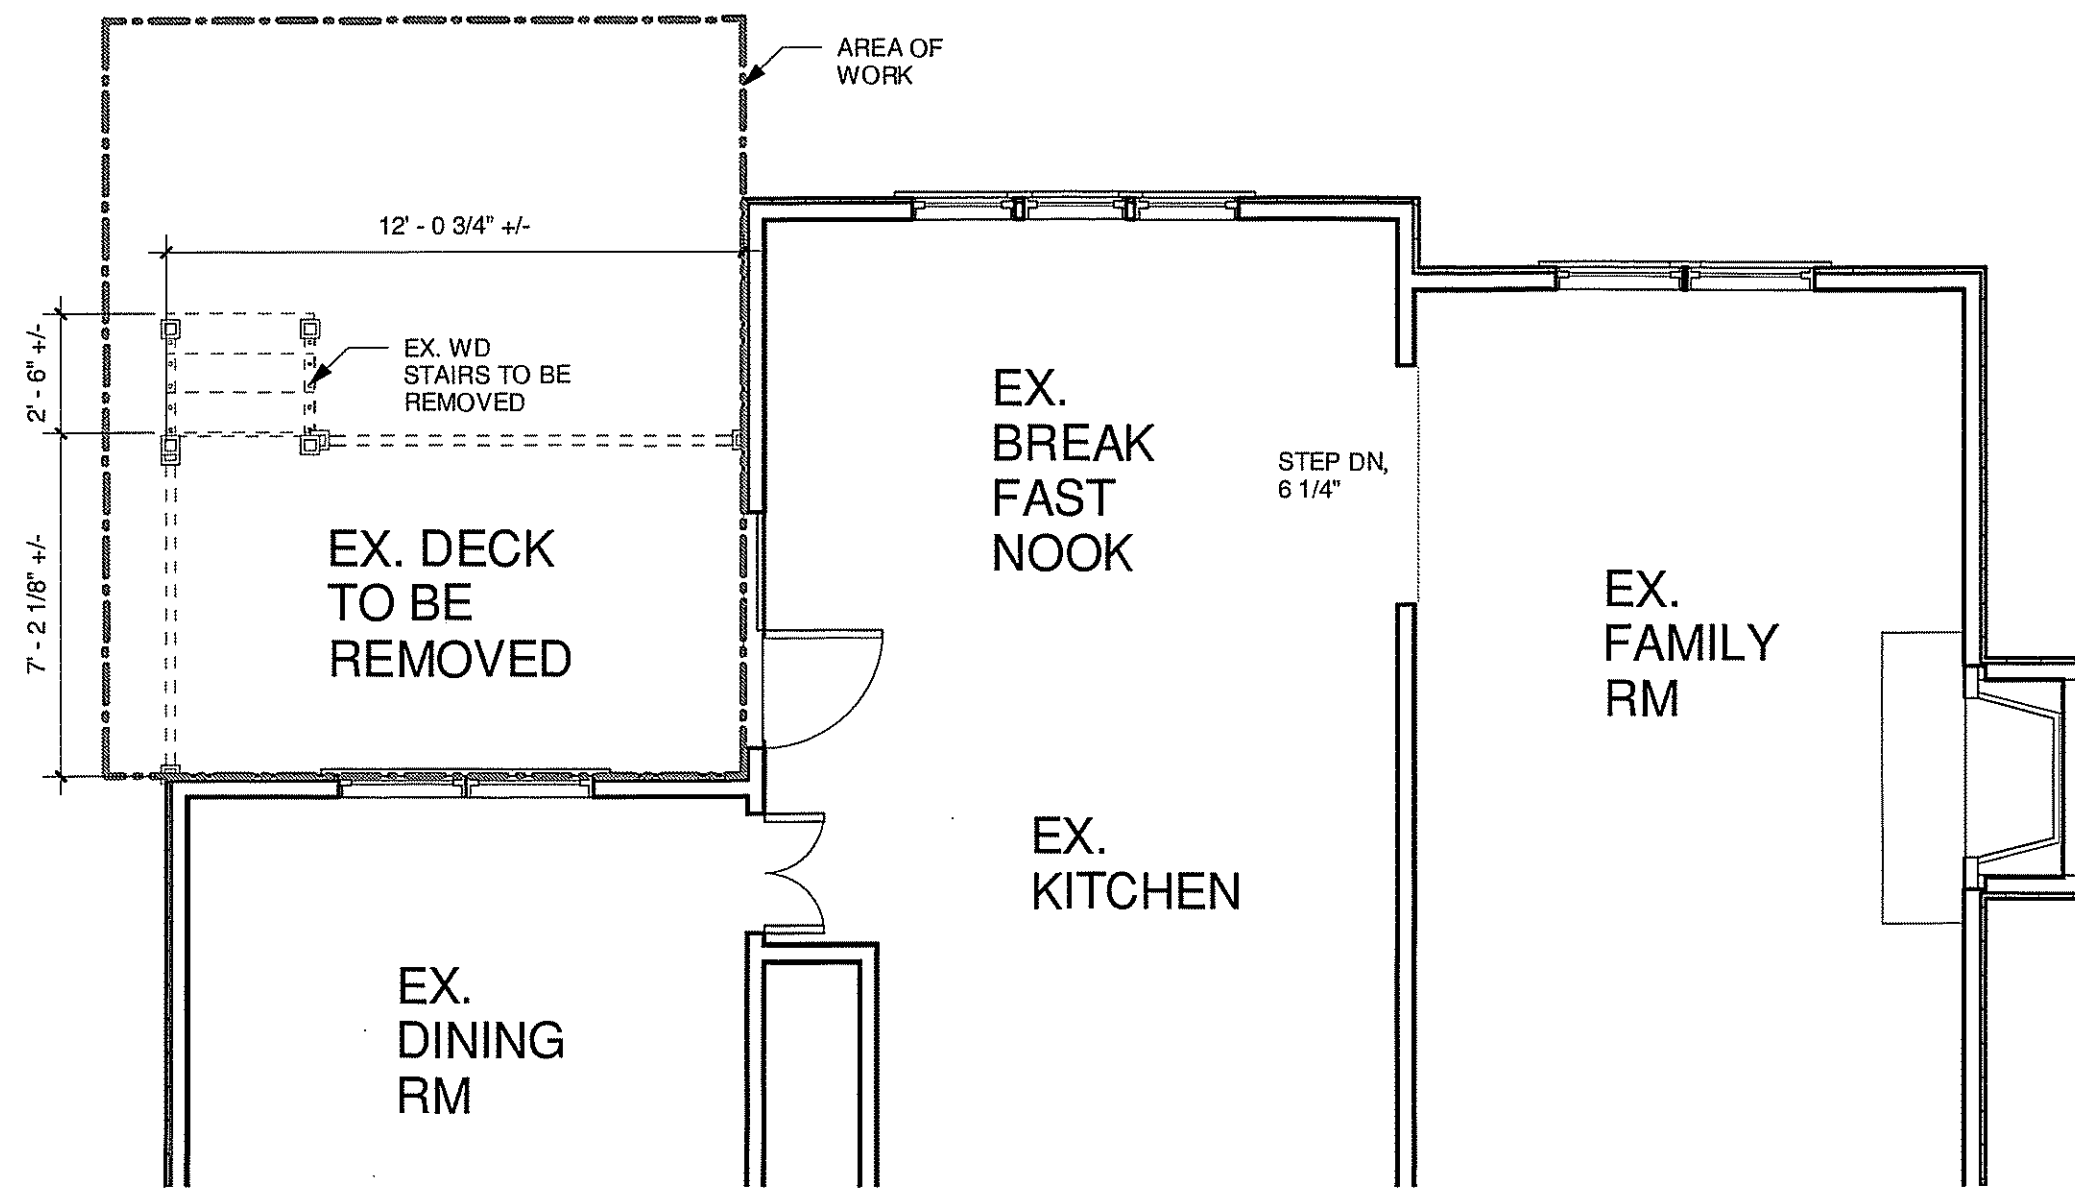 AREA OF
WORK
12' - 0 3/4" +/-
2' - 6" +/-
EX. WD
STAIRS TO BE
REMOVED
EX.
BREAK
FAST
NOOK
STEP DN,
6 1/4"
7' - 2 1/8" +/-
EX. DECK
TO BE
REMOVED
EX.
FAMILY
RM
EX.
KITCHEN
EX.
DINING
RM